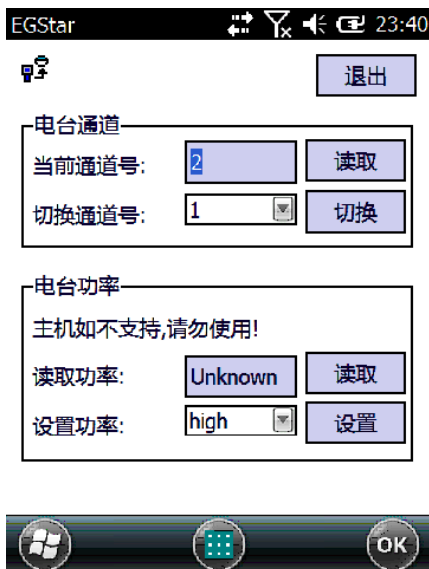 EGStar 23:40
退出
电台通道
当前通道号: 2 读取
切换通道号: 1 切换
电台功率
主机如不支持,请勿使用!
读取功率: Unknown 读取
设置功率: high 设置
OK